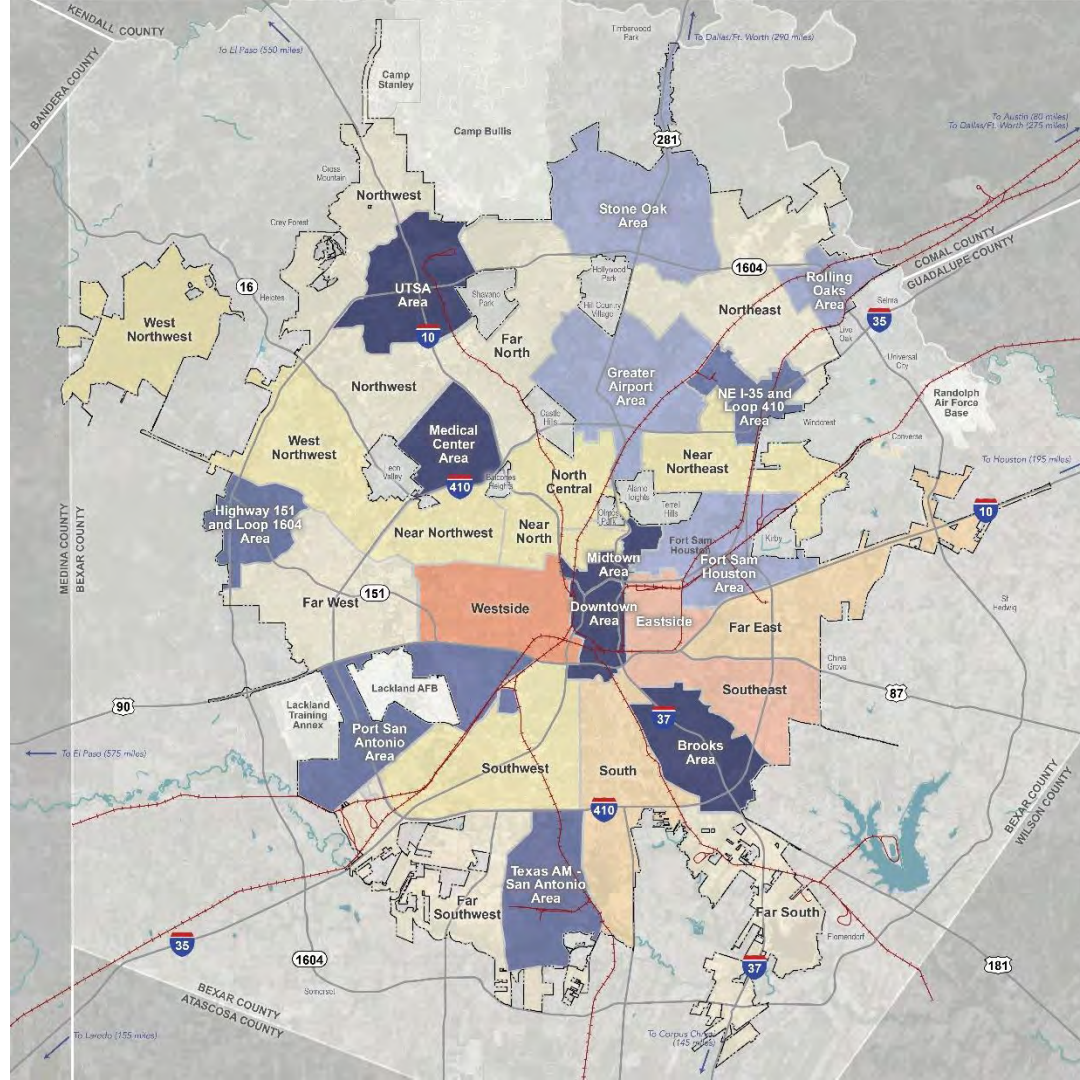 KENDALL COUNTY
BANDERA COUNTY
To El Paso (550 miles)
Timberwood
Park
To Dallas/Ft. Worth (290 miles)
Camp
Stanley
Camp Bullis
To Austin (80 miles)
To Dallas/Ft. Worth (275 miles)
281
Cross
Mountain
Northwest
Grey Forest
Stone Oak
Area
COMAL COUNTY
GUADALUPE COUNTY
16
Helotes
UTSA
Area
Shavano
Park
Hollywood
Park
Hill Country
Village
1604
Rolling
Oaks
Area
Selma
35
West
Northwest
10
Far
North
Northeast
Live
Oak
Universal
City
Northwest
Greater
Airport
Area
NE I-35 and
Loop 410
Area
Randolph
Air Force
Base
Castle
Hills
Windcrest
Converse
Medical
Center
Area
West
Northwest
Leon
Valley
410
Balcones
Heights
North
Central
Near
Northeast
To Houston (195 miles)
Alamo
Heights
Terrell
Hills
Olmos
Park
10
Highway 151
and Loop 1604
Area
Near Northwest
Near
North
Fort Sam
Houston
Kirby
MEDINA COUNTY
BEXAR COUNTY
Midtown
Area
Fort Sam
Houston
Area
151
Far West
Westside
Downtown
Area
Eastside
Far East
St
Hedwig
China
Grove
Lackland AFB
Southeast
87
90
Lackland
Training
Annex
37
Port San
Antonio
Area
Brooks
Area
To El Paso (575 miles)
Southwest
South
410
BEXAR COUNTY
WILSON COUNTY
Texas AM -
San Antonio
Area
Far
Southwest
Far South
Elmendorf
35
1604
37
181
Somerset
BEXAR COUNTY
ATASCOSA COUNTY
To Laredo (155 miles)
To Corpus Christi
(145 miles)